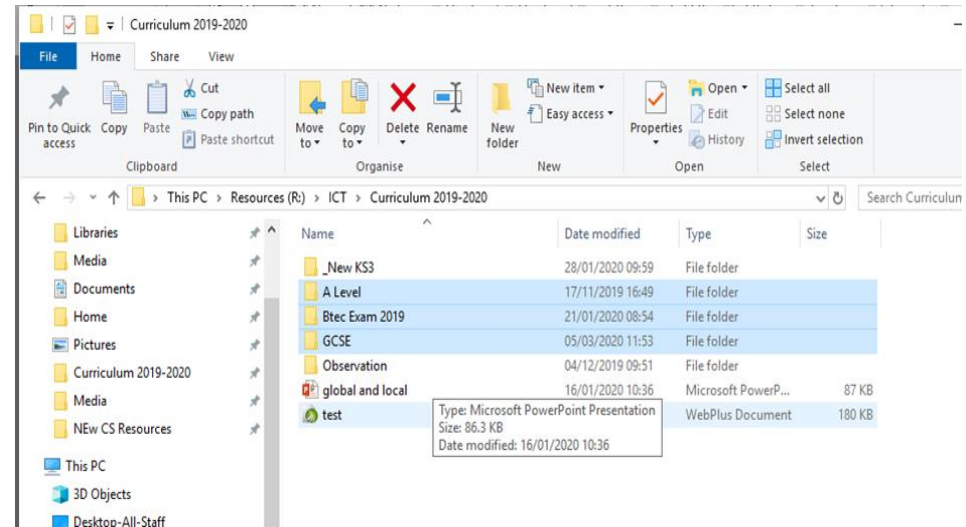 Curriculum 2019-2020
File Home Share View
Pin to Quick access
Copy
Paste
Cut
Copy path
Paste shortcut
Clipboard
Move to
Copy to
Delete
Rename
Organise
New folder
New item
Easy access
New
Properties
Open
Edit
History
Open
Select all
Select none
Invert selection
Select
This PC > Resources (R:) > ICT > Curriculum 2019-2020
Search Curriculum
Libraries
Media
Documents
Home
Pictures
Curriculum 2019-2020
Media
NEw CS Resources
This PC
3D Objects
Desktop-All-Staff
Name Date modified Type Size
_New KS3 28/01/2020 09:59 File folder
A Level 17/11/2019 16:49 File folder
Btec Exam 2019 21/01/2020 08:54 File folder
GCSE 05/03/2020 11:53 File folder
Observation 04/12/2019 09:51 File folder
global and local 16/01/2020 10:36 Microsoft PowerP... 87 KB
test WebPlus Document 180 KB
Type: Microsoft PowerPoint Presentation
Size: 86.3 KB
Date modified: 16/01/2020 10:36